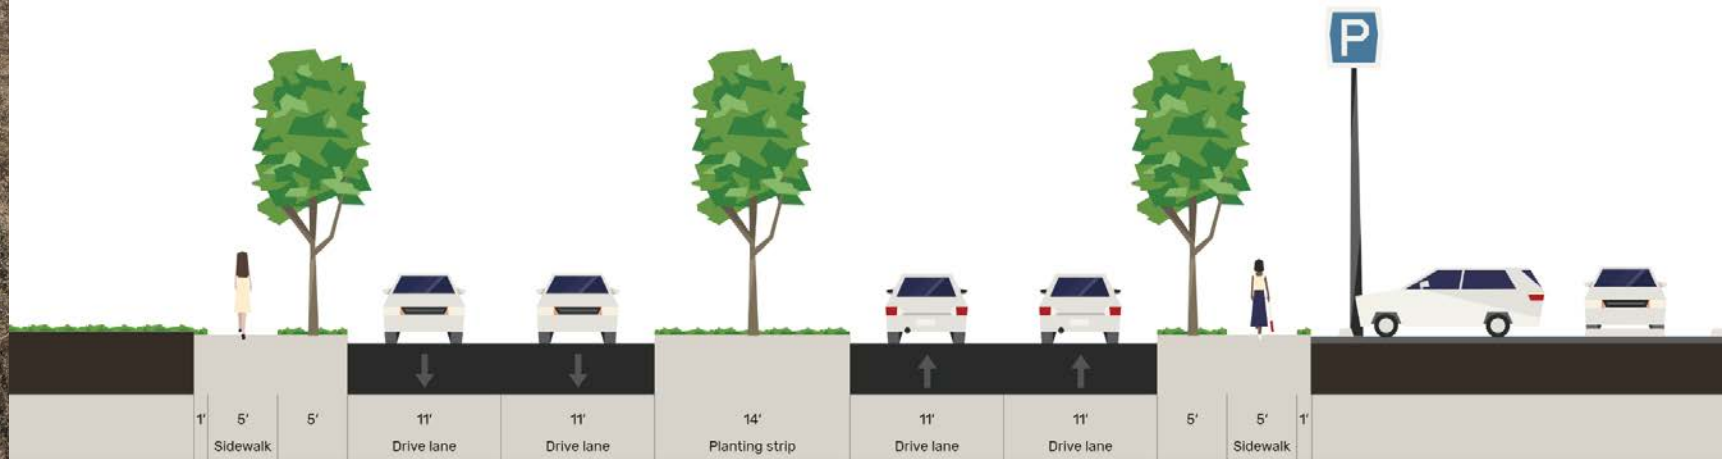 P
1' 5' 5' 11' 11' 14' 11' 11' 5' 5' 1'
Sidewalk Drive lane Drive lane Planting strip Drive lane Drive lane Sidewalk